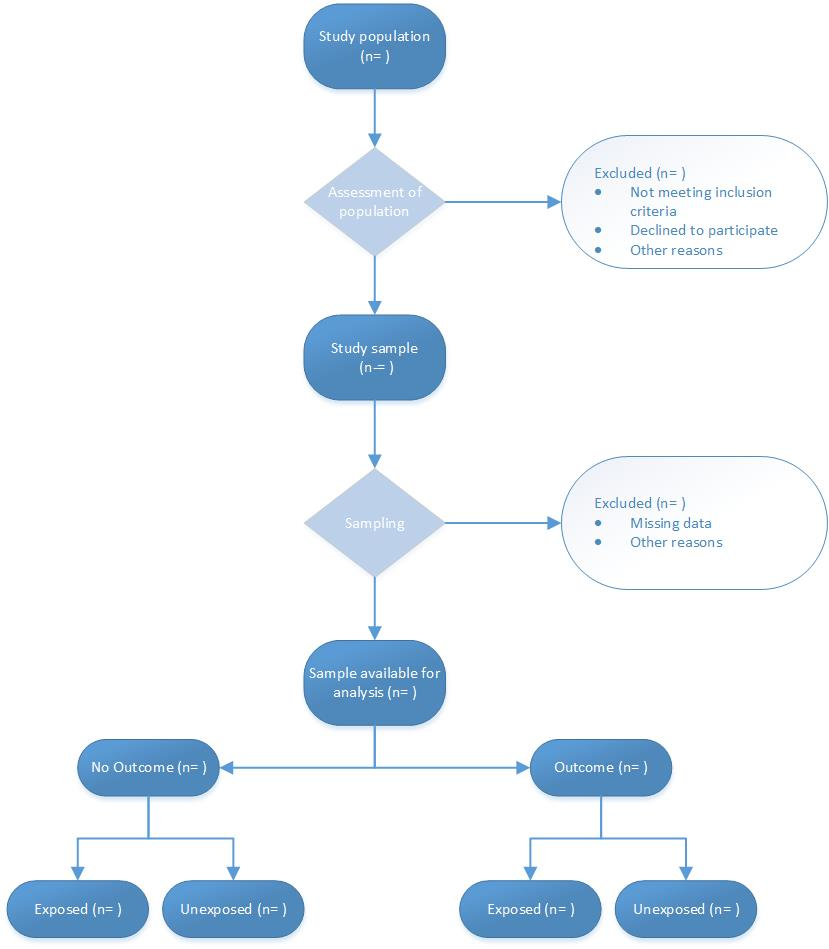 Study population
(n= )
Assessment of
population
Excluded (n= )
• Not meeting inclusion
criteria
• Declined to participate
• Other reasons
Study sample
(n-= )
Sampling
Excluded (n= )
• Missing data
• Other reasons
Sample available for
analysis (n= )
No Outcome (n= )
Outcome (n= )
Exposed (n= )
Unexposed (n= )
Exposed (n= )
Unexposed (n= )